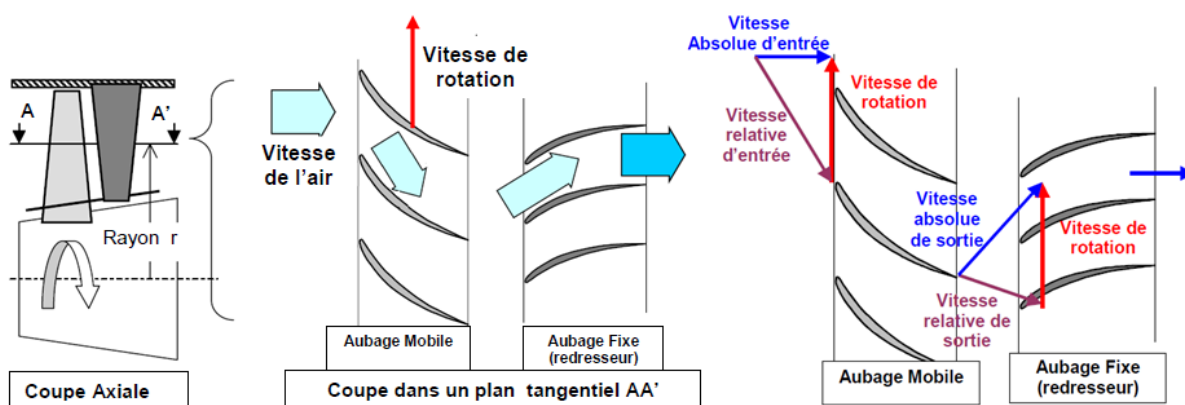 A
A'
Rayon r
Coupe Axiale
Vitesse
de l'air
Vitesse de
rotation
Aubage Mobile
Aubage Fixe
(redresseur)
Coupe dans un plan tangentiel AA'
Vitesse
Absolue d'entrée
Vitesse de
rotation
Vitesse
relative
d'entrée
Vitesse
absolue
de sortie
Vitesse de
rotation
Vitesse
relative de
sortie
Aubage Mobile
Aubage Fixe
(redresseur)